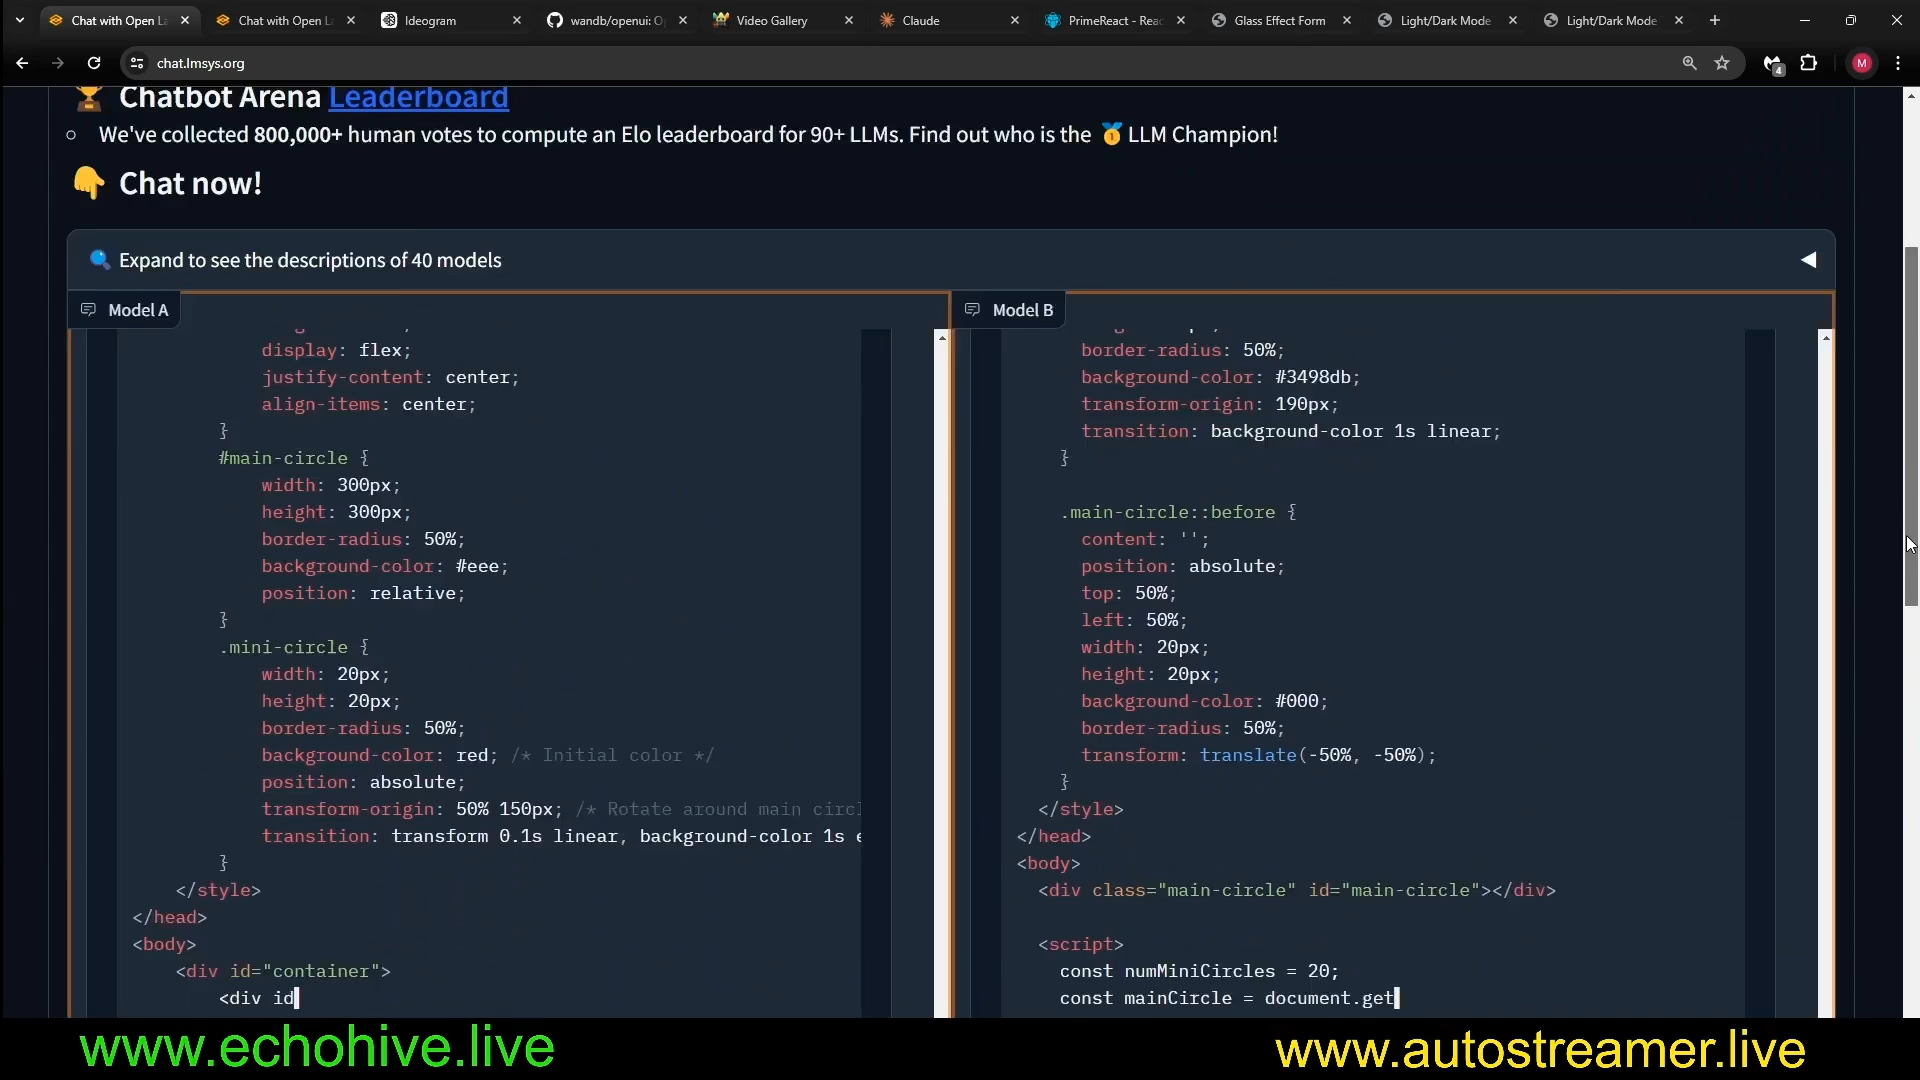 Chat with Open La
Chat with Open La
Ideogram
wandb/openui: O
Video Gallery
Claude
PrimeReact - Rea
Glass Effect Form
Light/Dark Mode
Light/Dark Mode
chat.lmsys.org
4
M
Chatbot Arena Leaderboard
We've collected 800,000+ human votes to compute an Elo leaderboard for 90+ LLMs. Find out who is the LLM Champion!
Chat now!
Expand to see the descriptions of 40 models
Model A
display: flex;
justify-content: center;
align-items: center;
}
#main-circle {
width: 300px;
height: 300px;
border-radius: 50%;
background-color: #eee;
position: relative;
}
.mini-circle {
width: 20px;
height: 20px;
border-radius: 50%;
background-color: red; /* Initial color */
position: absolute;
transform-origin: 50% 150px; /* Rotate around main circl
transition: transform 0.1s linear, background-color 1s e
}
</style>
</head>
<body>
<div id="container">
<div id
Model B
border-radius: 50%;
background-color: #3498db;
transform-origin: 190px;
transition: background-color 1s linear;
}
.main-circle::before {
content: '';
position: absolute;
top: 50%;
left: 50%;
width: 20px;
height: 20px;
background-color: #000;
border-radius: 50%;
transform: translate(-50%, -50%);
}
</style>
</head>
<body>
<div class="main-circle" id="main-circle"></div>
<script>
const numMiniCircles = 20;
const mainCircle = document.get
www.echohive.live
www.autostreamer.live